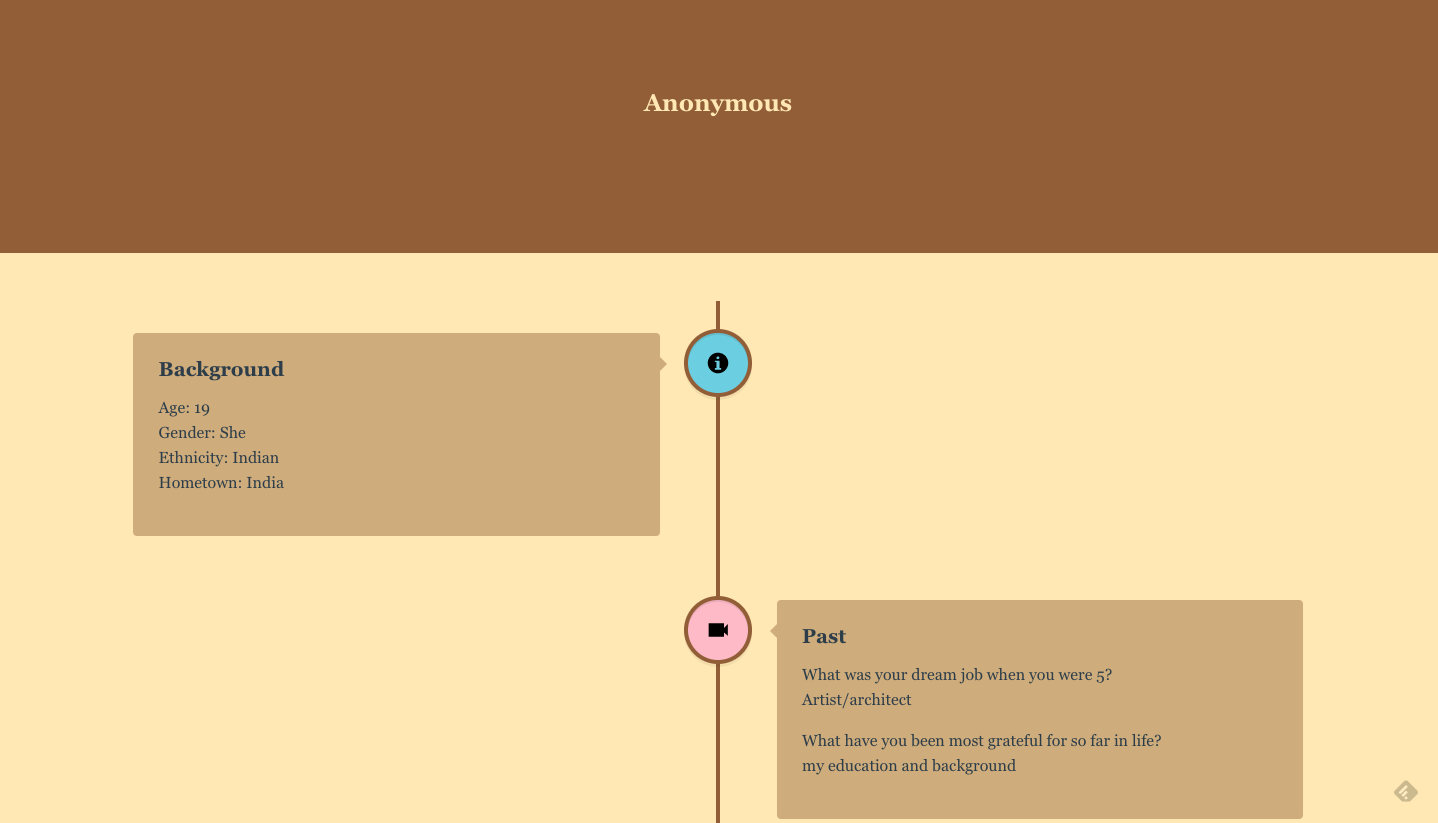 Anonymous
Background
Age: 19
Gender: She
Ethnicity: Indian
Hometown: India
Past
What was your dream job when you were 5?
Artist/architect
What have you been most grateful for so far in life?
my education and background